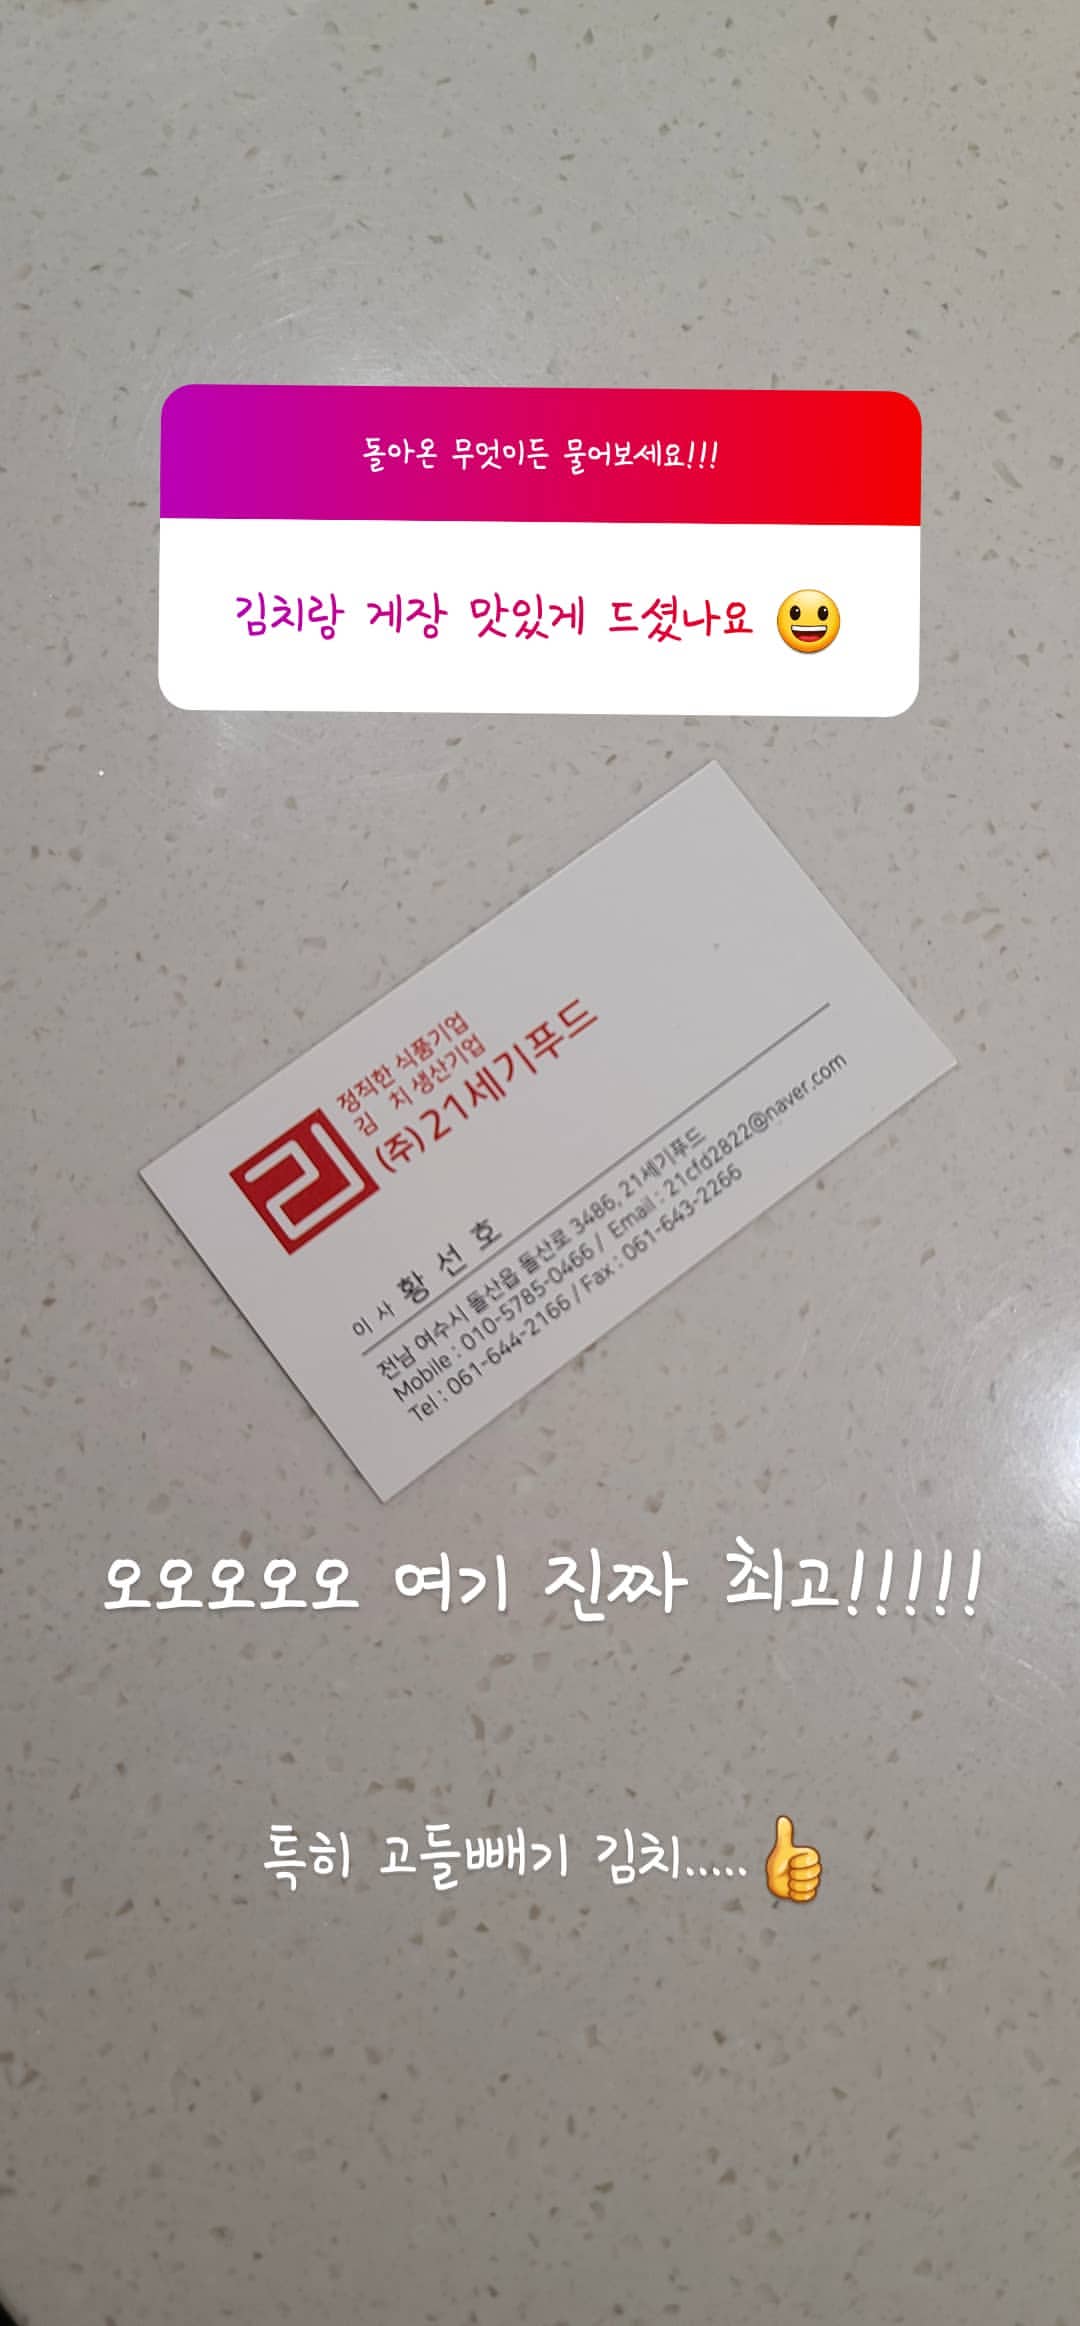 돌아온 무엇이든 물어보세요!!!
김치랑 게장 맛있게 드셨나요 😃
정직한 식품기업
김 치 생산기업
(주)21세기푸드
이 사 황 선 호
전남 여수시 돌산읍 돌산로 3486, 21세기푸드
Mobile : 010-5785-0466 / Email : 21cfd2822@naver.com
Tel : 061-644-2166 / Fax : 061-643-2266
오오오오오 여기 진짜 최고!!!!!
특히 고들빼기 김치.....👍